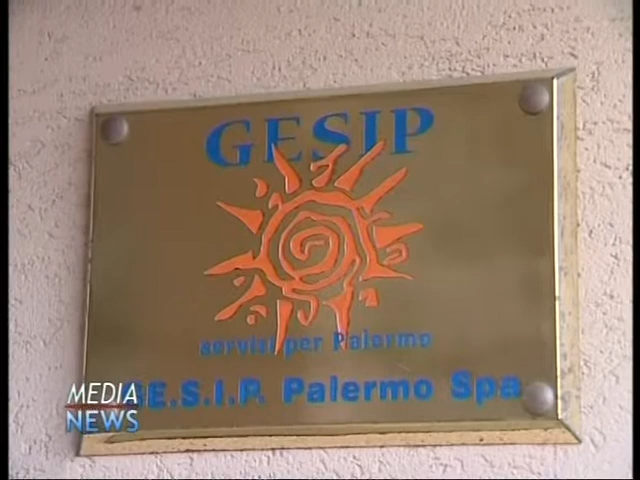 GESIP
servizi per Palermo
G.E.S.I.P. Palermo Spa
MEDIA
NEWS